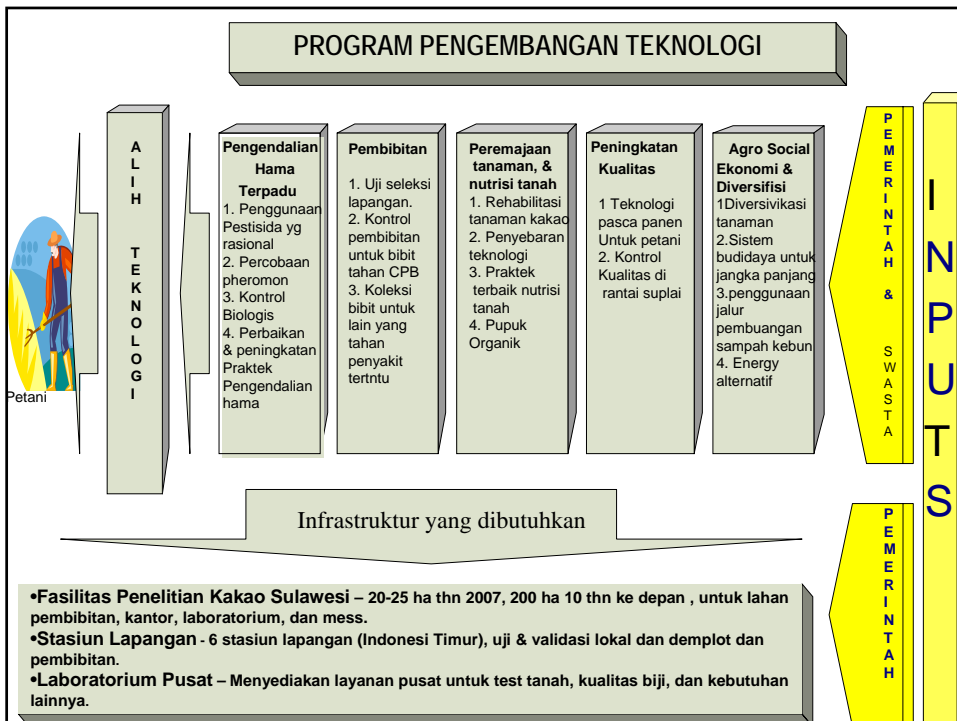 PROGRAM PENGEMBANGAN TEKNOLOGI
Petani
ALIH TEKNOLOGI
Pengendalian
Hama
Terpadu
1. Penggunaan
Pestisida yg
rasional
2. Percobaan
pheromon
3. Kontrol
Biologis
4. Perbaikan
& peningkatan
Praktek
Pengendalian
hama
Pembibitan
1. Uji seleksi
lapangan.
2. Kontrol
pembibitan
untuk bibit
tahan CPB
3. Koleksi
bibit untuk
lain yang
tahan
penyakit
tertntu
Peremajaan
tanaman, &
nutrisi tanah
1. Rehabilitasi
tanaman kakao
2. Penyebaran
teknologi
3. Praktek
terbaik nutrisi
tanah
4. Pupuk
Organik
Peningkatan
Kualitas
1 Teknologi
pasca panen
Untuk petani
2. Kontrol
Kualitas di
rantai suplai
Agro Social
Ekonomi &
Diversifisi
1Diversivikasi
tanaman
2.Sistem
budidaya untuk
jangka panjang
3.penggunaan
jalur
pembuangan
sampah kebun
4. Energy
alternatif
PEMERINTAH & SWASTA
INPUTS
Infrastruktur yang dibutuhkan
•Fasilitas Penelitian Kakao Sulawesi – 20-25 ha thn 2007, 200 ha 10 thn ke depan , untuk lahan
pembibitan, kantor, laboratorium, dan mess.
•Stasiun Lapangan - 6 stasiun lapangan (Indonesi Timur), uji & validasi lokal dan demplot dan
pembibitan.
•Laboratorium Pusat – Menyediakan layanan pusat untuk test tanah, kualitas biji, dan kebutuhan
lainnya.
PEMERINTAH